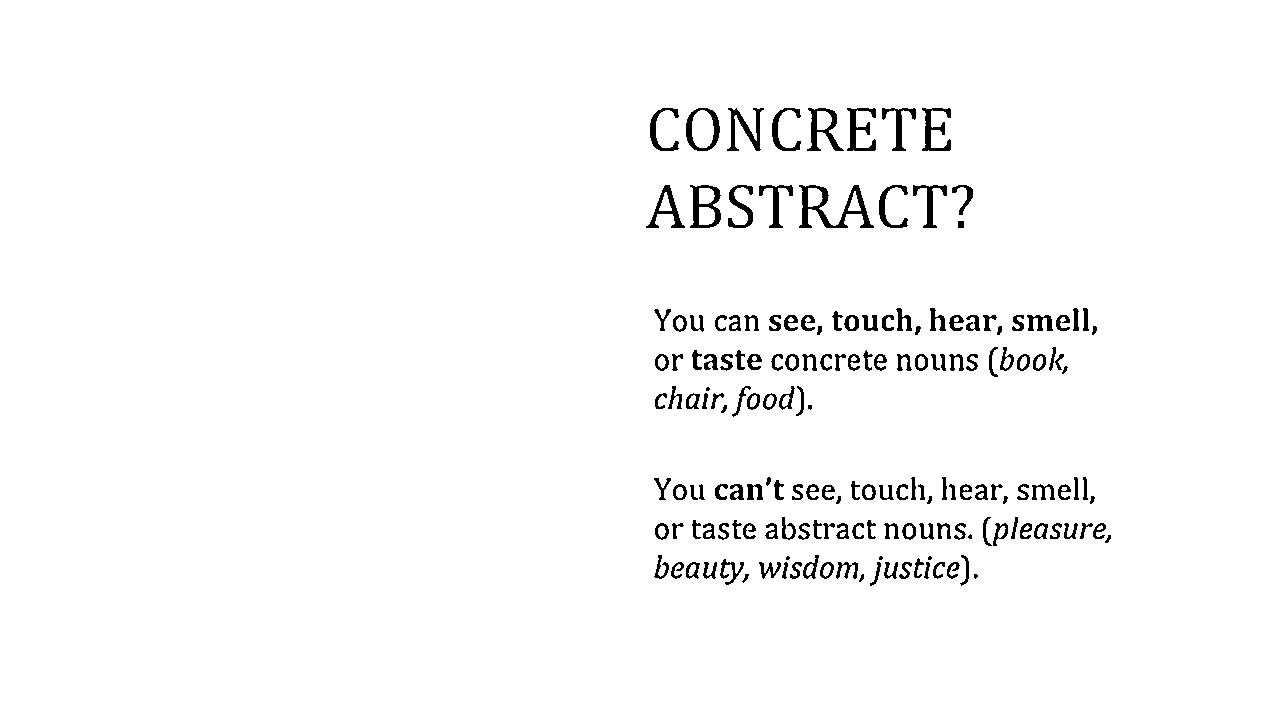 CONCRETE
ABSTRACT?
You can see, touch, hear, smell,
or taste concrete nouns (book,
chair, food).
You can’t see, touch, hear, smell,
or taste abstract nouns. (pleasure,
beauty, wisdom, justice).